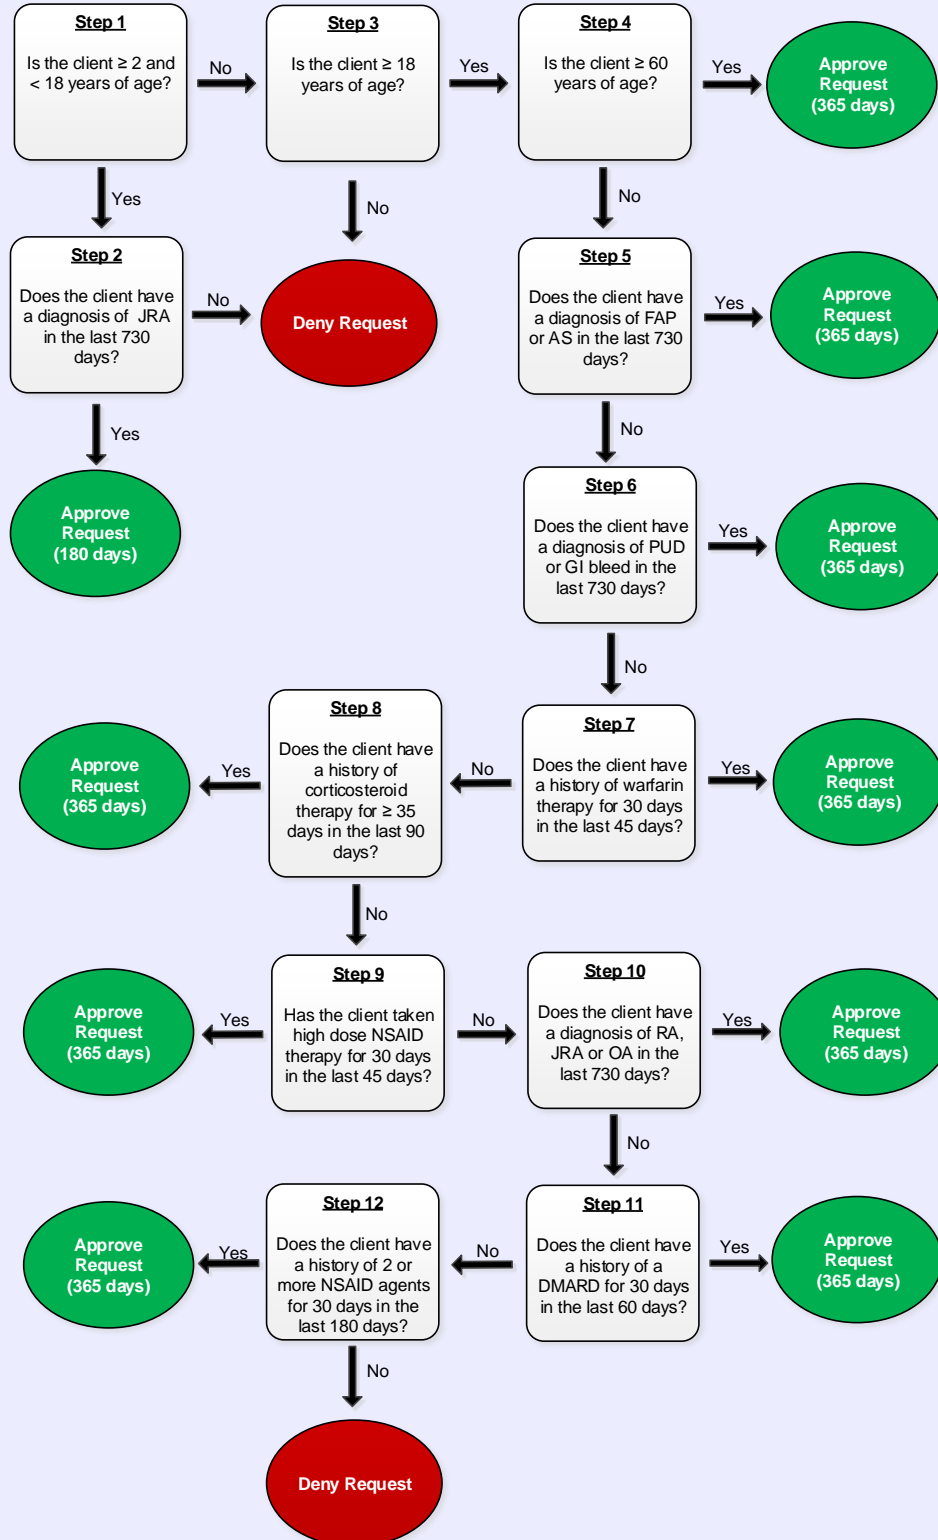 Step 1
Is the client ≥ 2 and
< 18 years of age?
No
Step 3
Is the client ≥ 18
years of age?
Yes
Step 4
Is the client ≥ 60
years of age?
Yes
Approve
Request
(365 days)
Yes
No
No
Step 2
Does the client have
a diagnosis of JRA
in the last 730
days?
No
Deny Request
Step 5
Does the client have
a diagnosis of FAP
or AS in the last 730
days?
Yes
Approve
Request
(365 days)
Yes
No
Approve
Request
(180 days)
Step 6
Does the client have
a diagnosis of PUD
or GI bleed in the
last 730 days?
Yes
Approve
Request
(365 days)
No
Approve
Request
(365 days)
Yes
Step 8
Does the client have
a history of
corticosteroid
therapy for ≥ 35
days in the last 90
days?
No
Step 7
Does the client have
a history of warfarin
therapy for 30 days
in the last 45 days?
Yes
Approve
Request
(365 days)
No
Approve
Request
(365 days)
Yes
Step 9
Has the client taken
high dose NSAID
therapy for 30 days
in the last 45 days?
No
Step 10
Does the client have
a diagnosis of RA,
JRA or OA in the
last 730 days?
Yes
Approve
Request
(365 days)
No
Approve
Request
(365 days)
Yes
Step 12
Does the client have
a history of 2 or
more NSAID agents
for 30 days in the
last 180 days?
No
Step 11
Does the client have
a history of a
DMARD for 30 days
in the last 60 days?
Yes
Approve
Request
(365 days)
No
Deny Request